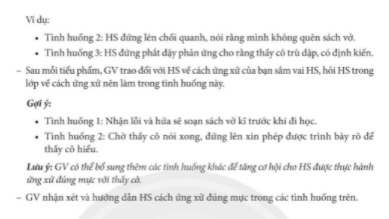 Ví dụ:
• Tình huống 2: HS đứng lên chối quanh, nói rằng mình không quên sách vở.
• Tình huống 3: HS đứng phắt dậy phản ứng cho rằng thầy cô trù dập, có định kiến.
– Sau mỗi tiểu phẩm, GV trao đổi với HS về cách ứng xử của bạn sắm vai HS, hỏi HS trong
lớp về cách ứng xử nên làm trong tình huống này.
Gợi ý:
• Tình huống 1: Nhận lỗi và hứa sẽ soạn sách vở kĩ trước khi đi học.
• Tình huống 2: Chờ thầy cô nói xong, đứng lên xin phép được trình bày rõ để
thầy cô hiểu.
Lưu ý: GV có thể bổ sung thêm các tình huống khác để tăng cơ hội cho HS được thực hành
ứng xử đúng mực với thầy cô.
– GV nhận xét và hướng dẫn HS cách ứng xử đúng mực trong các tình huống trên.